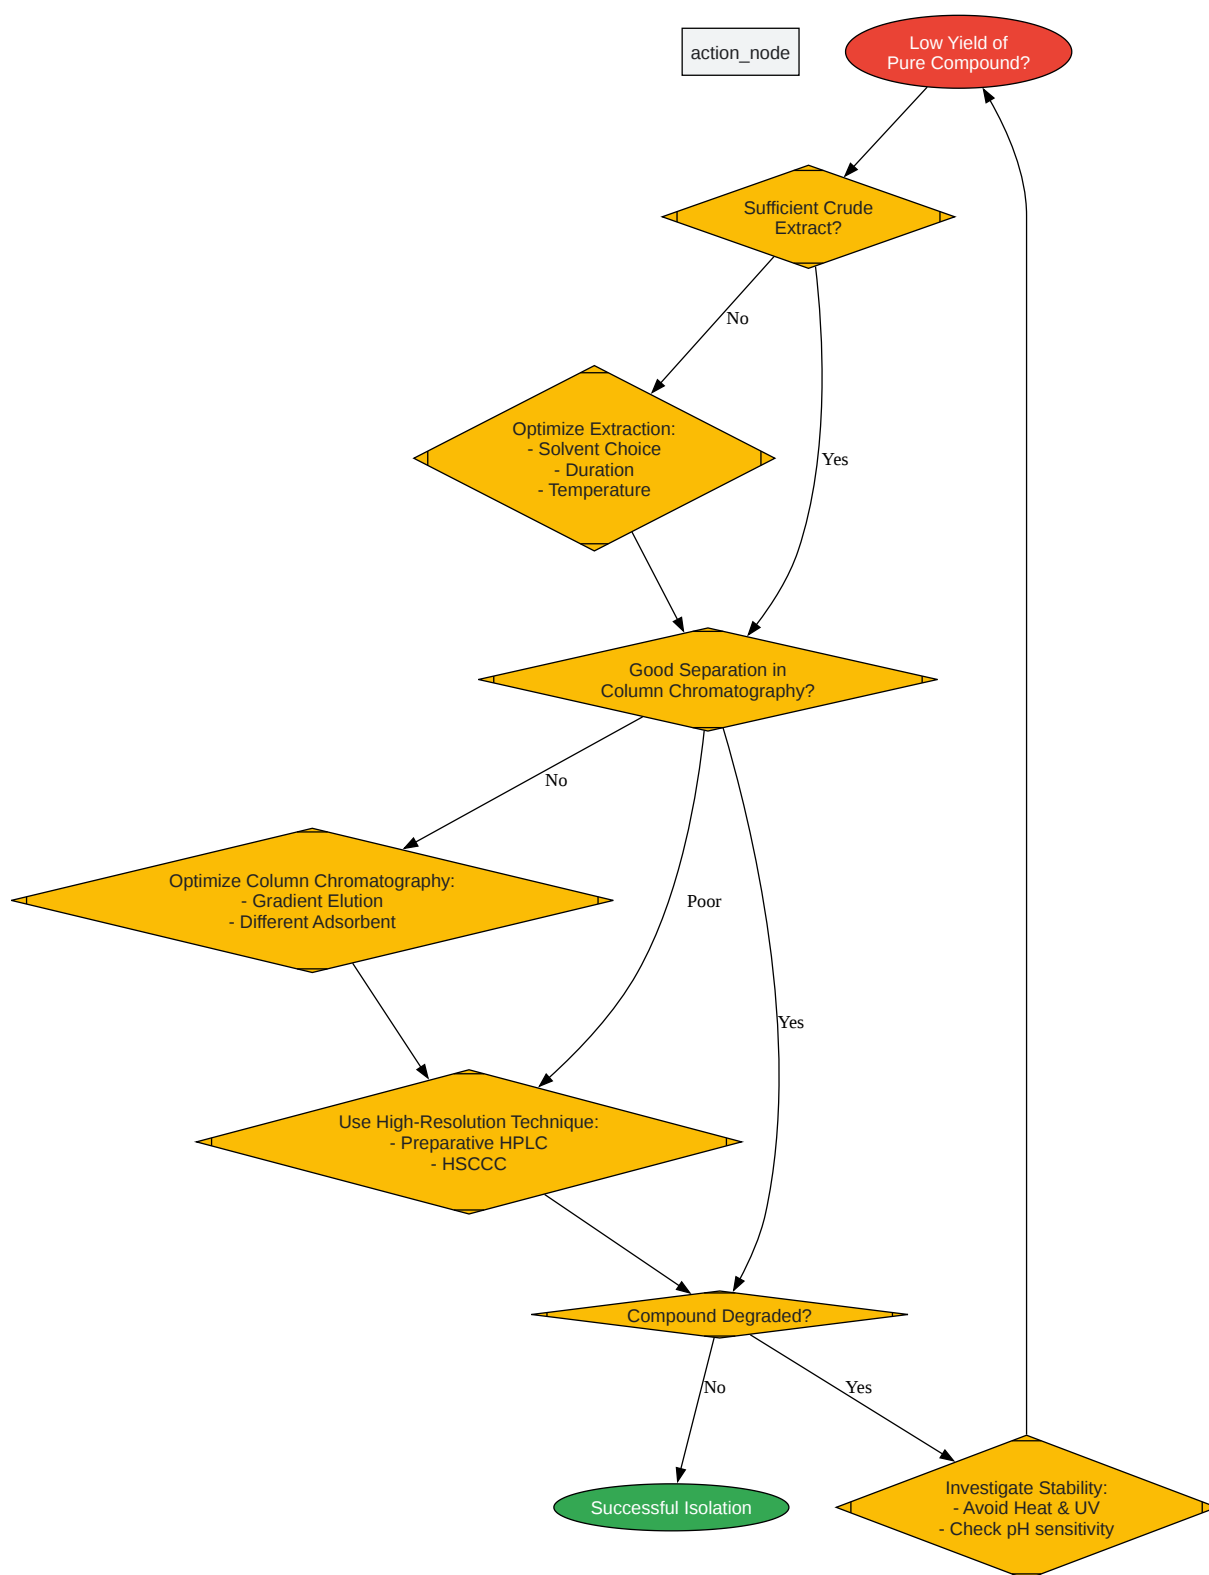 action_node
Low Yield of
Pure Compound?
Sufficient Crude
Extract?
No
Optimize Extraction:
- Solvent Choice
- Duration
- Temperature
Yes
Good Separation in
Column Chromatography?
No
Optimize Column Chromatography:
- Gradient Elution
- Different Adsorbent
Poor
Yes
Use High-Resolution Technique:
- Preparative HPLC
- HSCCC
Compound Degraded?
No
Yes
Successful Isolation
Investigate Stability:
- Avoid Heat & UV
- Check pH sensitivity